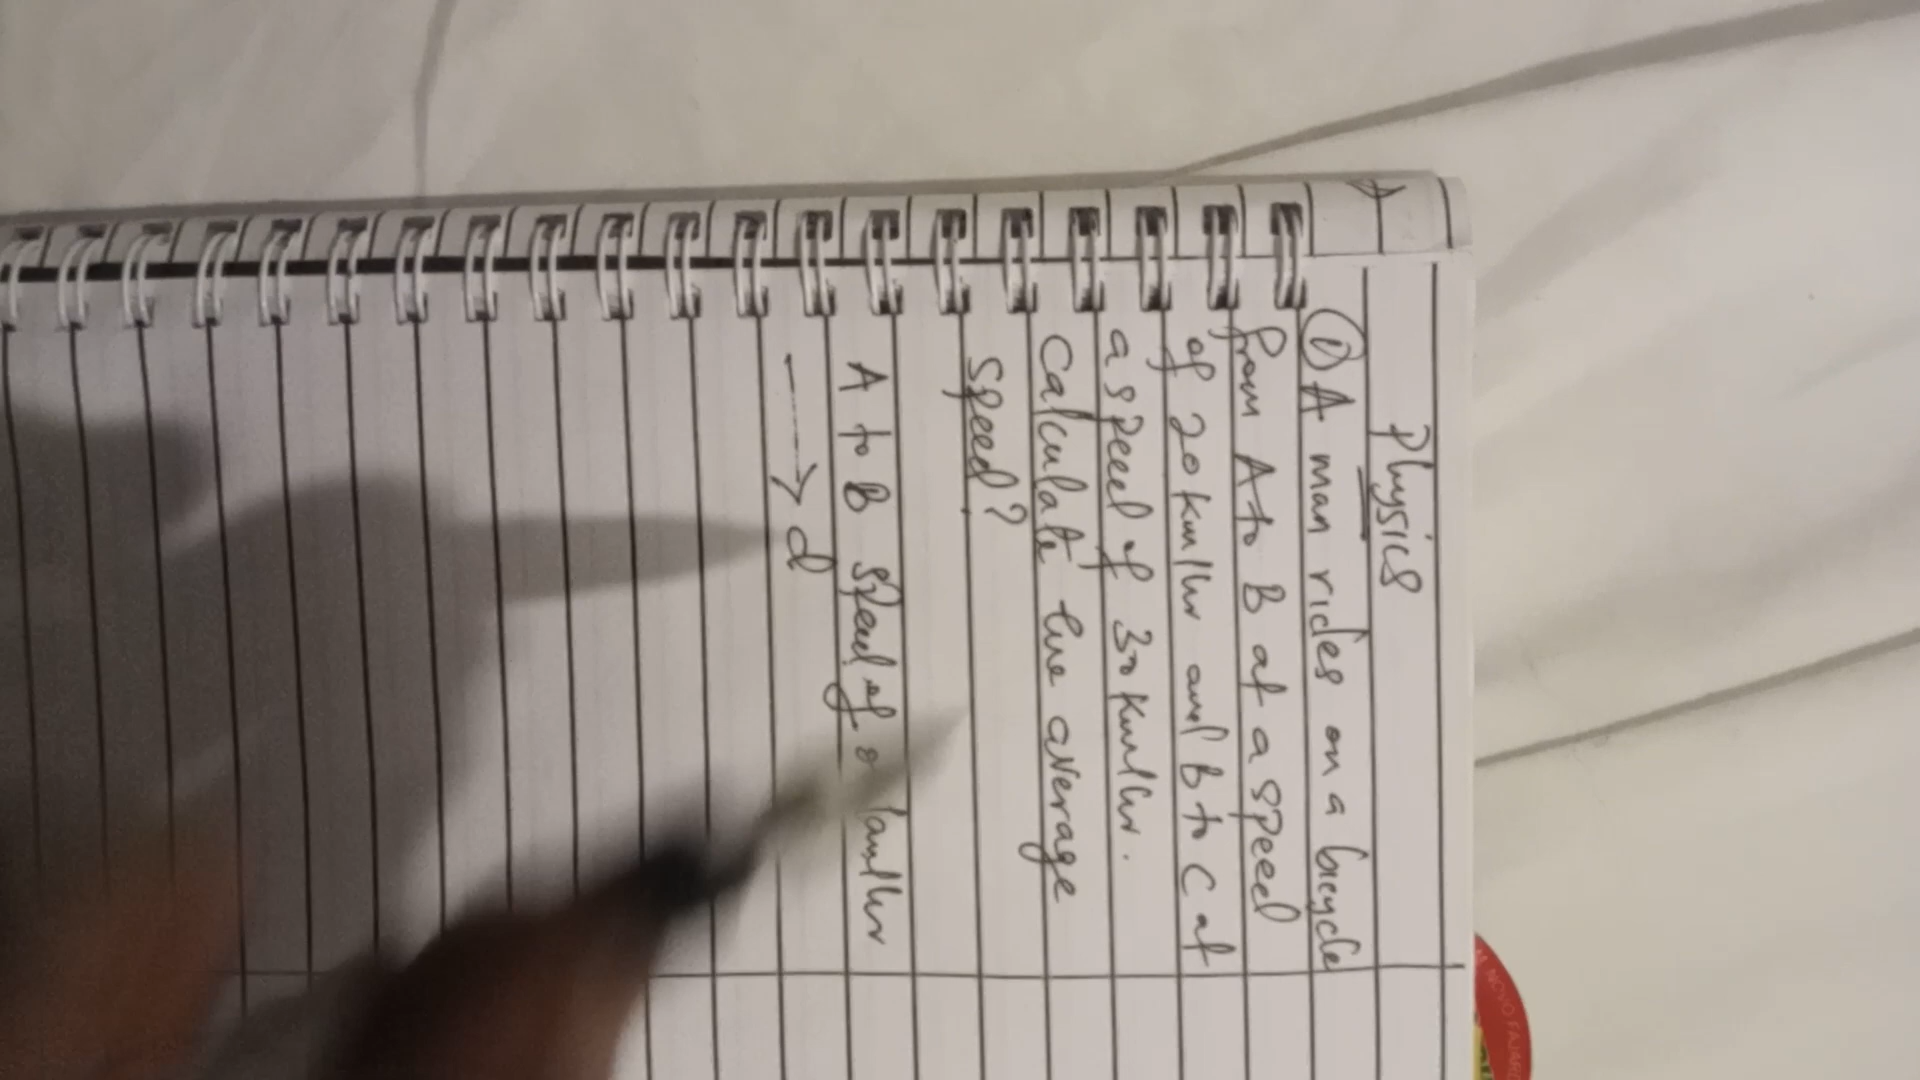 Physics
① A man rides on a bicycle
from A to B at a speed
of 20 km/hr and B to C at
a speed of 30 km/hr.
Calculate the average
speed?
A to B speed of km/hr
→ d
NOVO